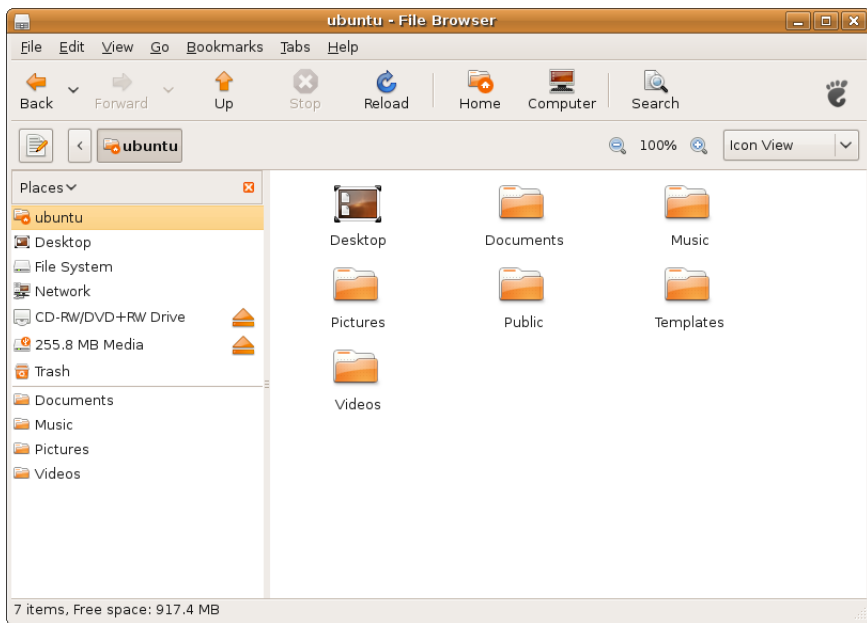 ubuntu - File Browser
File Edit View Go Bookmarks Tabs Help
Back Forward Up Stop Reload Home Computer Search
ubuntu 100% Icon View
Places
ubuntu
Desktop
File System
Network
CD-RW/DVD+RW Drive
255.8 MB Media
Trash
Documents
Music
Pictures
Videos
Desktop Documents Music
Pictures Public Templates
Videos
7 items, Free space: 917.4 MB